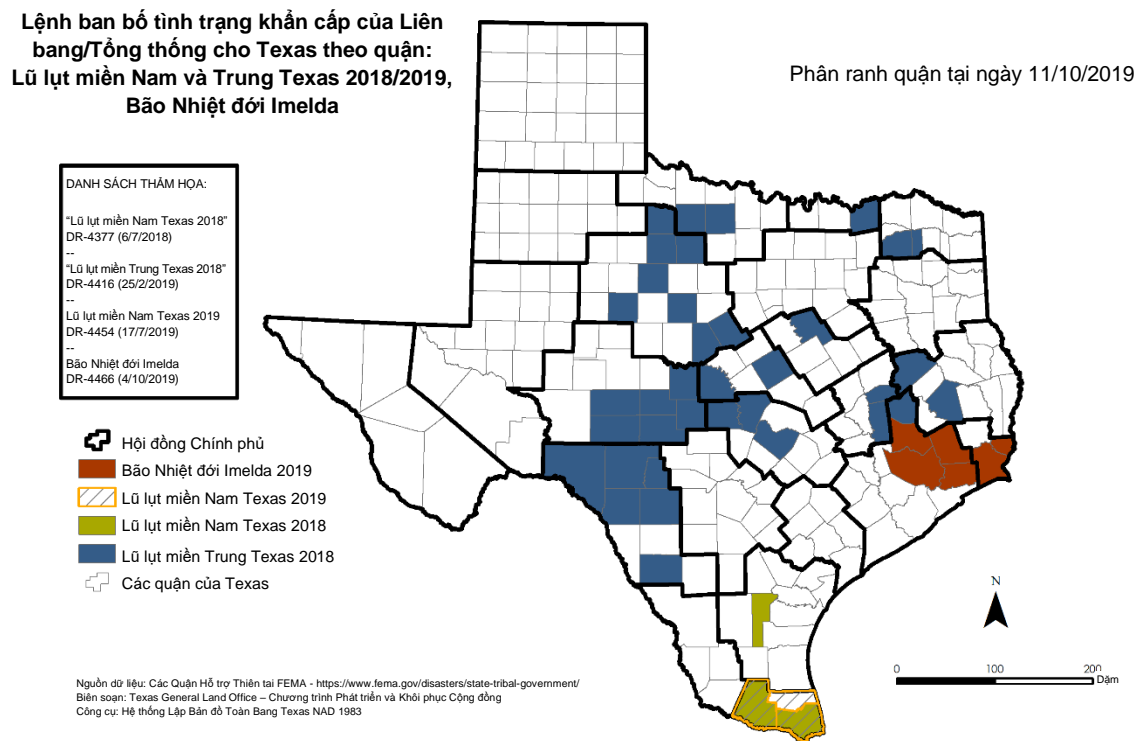 Lệnh ban bố tình trạng khẩn cấp của Liên
bang/Tổng thống cho Texas theo quận:
Lũ lụt miền Nam và Trung Texas 2018/2019,
Bão Nhiệt đới Imelda
Phân ranh quận tại ngày 11/10/2019
DANH SÁCH THẢM HỌA:
“Lũ lụt miền Nam Texas 2018”
DR-4377 (6/7/2018)
--
“Lũ lụt miền Trung Texas 2018”
DR-4416 (25/2/2019)
--
Lũ lụt miền Nam Texas 2019
DR-4454 (17/7/2019)
--
Bão Nhiệt đới Imelda
DR-4466 (4/10/2019)
Hội đồng Chính phủ
Bão Nhiệt đới Imelda 2019
Lũ lụt miền Nam Texas 2019
Lũ lụt miền Nam Texas 2018
Lũ lụt miền Trung Texas 2018
Các quận của Texas
N
0 100 200
Dặm
Nguồn dữ liệu: Các Quận Hỗ trợ Thiên tai FEMA - https://www.fema.gov/disasters/state-tribal-government/
Biên soạn: Texas General Land Office – Chương trình Phát triển và Khôi phục Cộng đồng
Công cụ: Hệ thống Lập Bản đồ Toàn Bang Texas NAD 1983